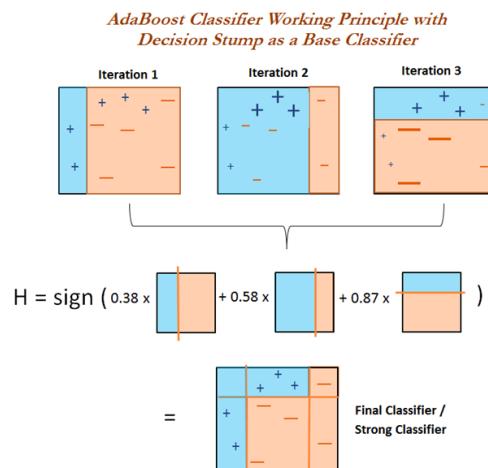 AdaBoost Classifier Working Principle with
Decision Stump as a Base Classifier
Iteration 1 Iteration 2 Iteration 3
H = sign ( 0.38 x + 0.58 x + 0.87 x )
=
Final Classifier /
Strong Classifier